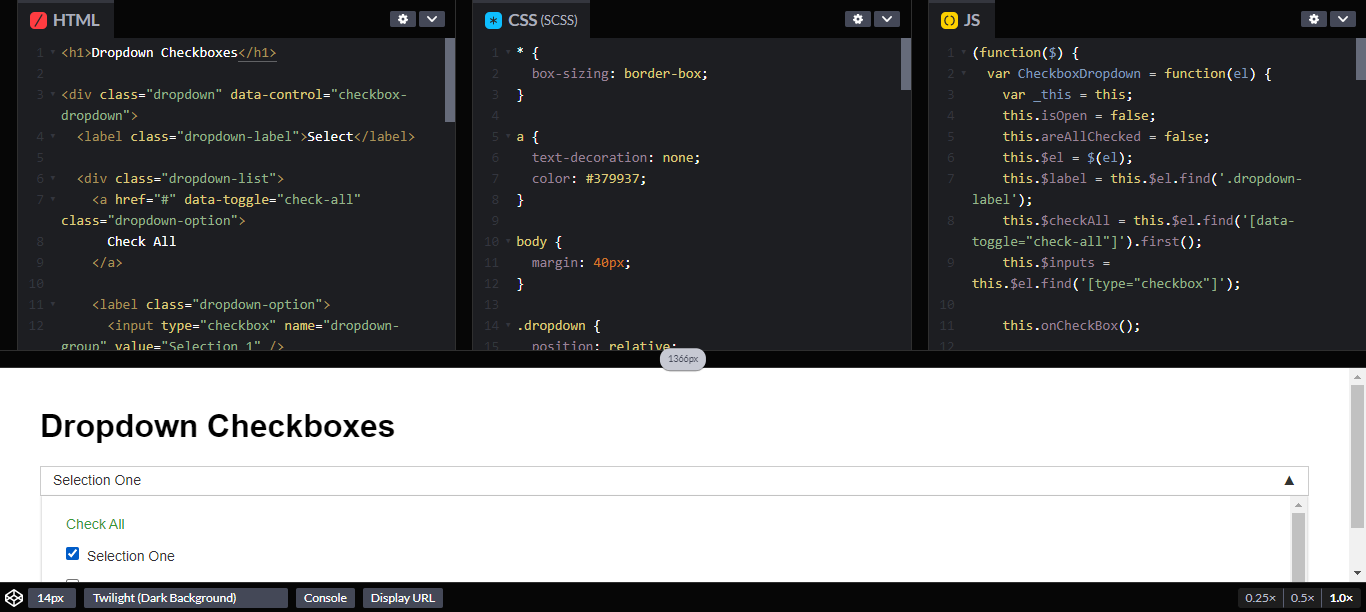 HTML
1 <h1>Dropdown Checkboxes</h1>
2
3 <div class="dropdown" data-control="checkbox-
dropdown">
4 <label class="dropdown-label">Select</label>
5
6 <div class="dropdown-list">
7 <a href="#" data-toggle="check-all"
class="dropdown-option">
8 Check All
9 </a>
10
11 <label class="dropdown-option">
12 <input type="checkbox" name="dropdown-
group" value="Selection 1" />
CSS (SCSS)
1 * {
2 box-sizing: border-box;
3 }
4
5 a {
6 text-decoration: none;
7 color: #379937;
8 }
9
10 body {
11 margin: 40px;
12 }
13
14 .dropdown {
15 position: relative;
JS
1 (function($) {
2 var CheckboxDropdown = function(el) {
3 var _this = this;
4 this.isOpen = false;
5 this.areAllChecked = false;
6 this.$el = $(el);
7 this.$label = this.$el.find('.dropdown-
label');
8 this.$checkAll = this.$el.find('[data-
toggle="check-all"]').first();
9 this.$inputs =
this.$el.find('[type="checkbox"]');
10
11 this.onCheckBox();
12
1366px
Dropdown Checkboxes
Selection One ▲
Check All
Selection One
14px Twilight (Dark Background) Console Display URL 0.25× 0.5× 1.0×